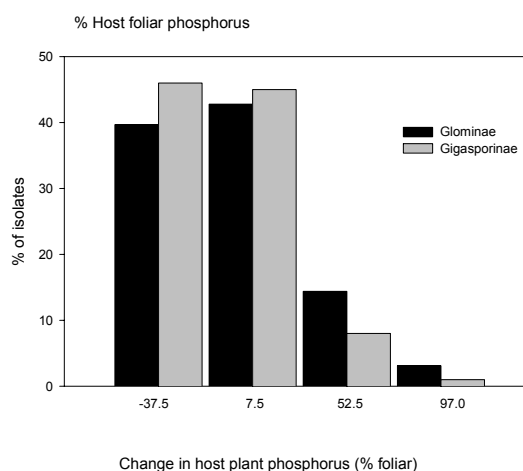 % Host foliar phosphorus
50
40
30
20
10
0
% of isolates
Glominae
Gigasporinae
-37.5 7.5 52.5 97.0
Change in host plant phosphorus (% foliar)